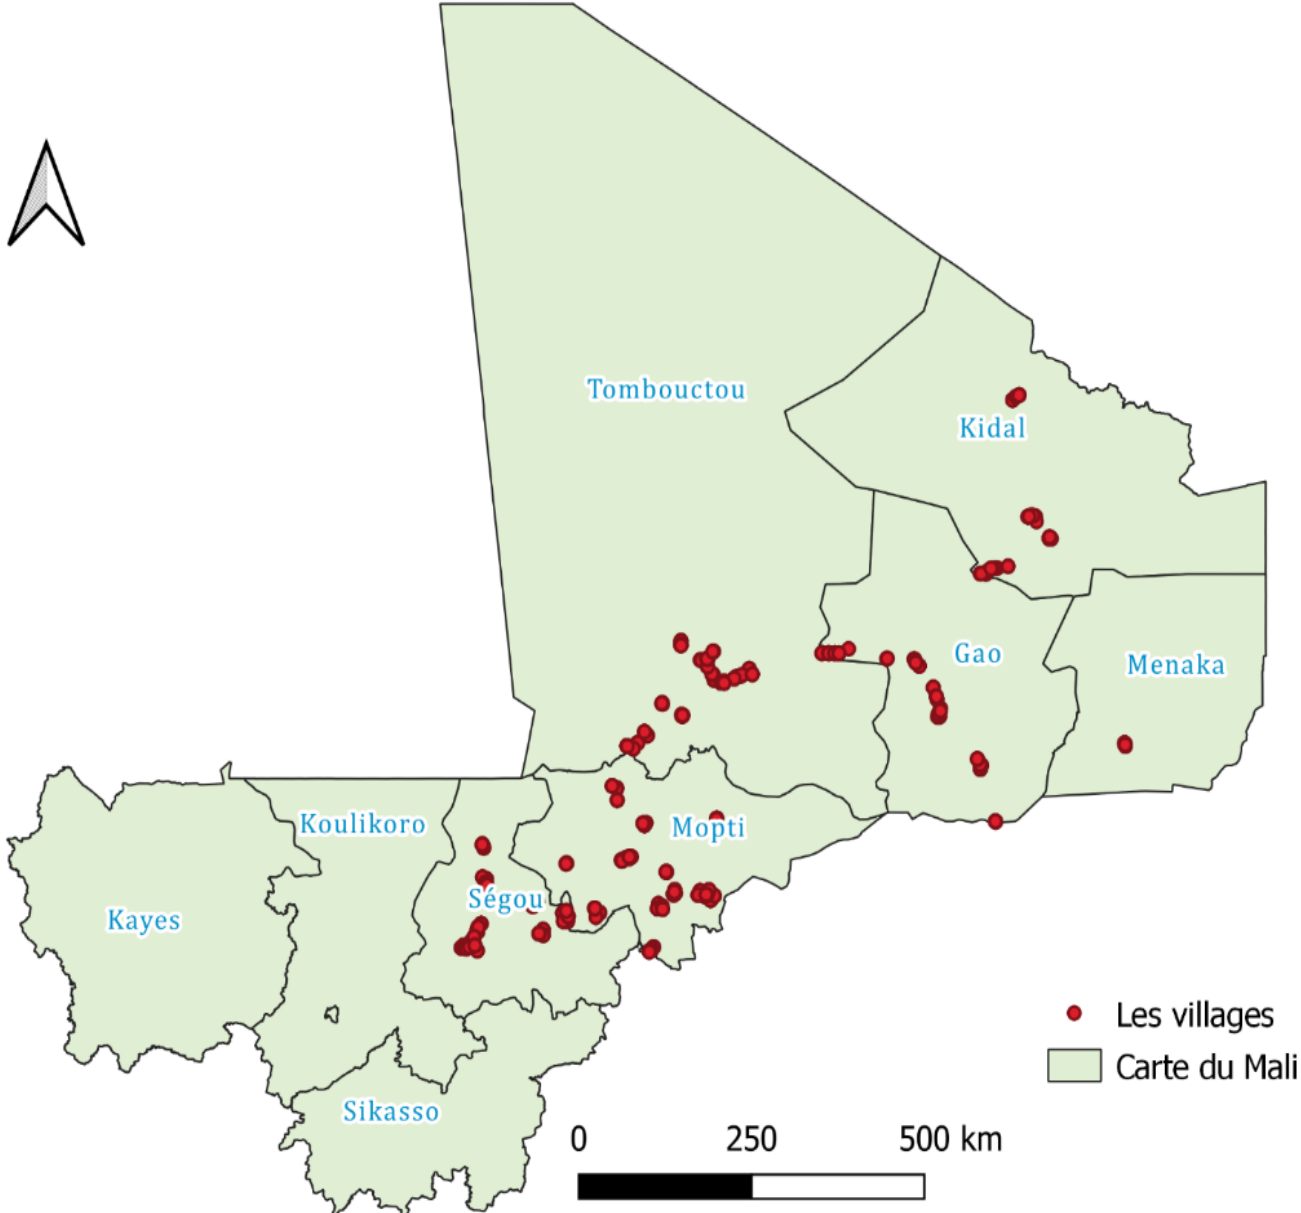 Tombouctou
Kidal
Gao
Menaka
Koulikoro
Mopti
Ségou
Kayes
Les villages
Carte du Mali
Sikasso
0 250 500 km